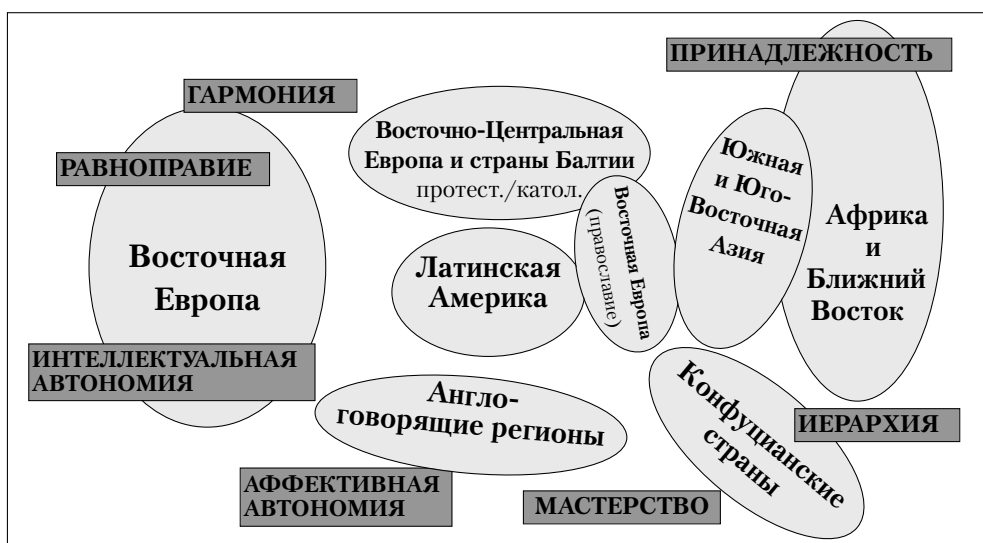 ПРИНАДЛЕЖНОСТЬ
ГАРМОНИЯ
Восточно-Центральная
Европа и страны Балтии
протест./катол.
РАВНОПРАВИЕ
Южная
и Юго-
Восточная
Азия
Восточная Европа
(православие)
Африка
и
Ближний
Восток
Восточная
Европа
Латинская
Америка
ИНТЕЛЛЕКТУАЛЬНАЯ
АВТОНОМИЯ
Англо-
говорящие регионы
Конфуцианские
страны
ИЕРАРХИЯ
АФФЕКТИВНАЯ
АВТОНОМИЯ
МАСТЕРСТВО